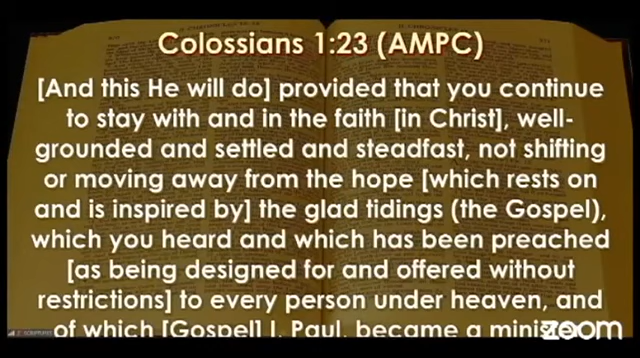 Colossians 1:23 (AMPC)
[And this He will do] provided that you continue
to stay with and in the faith [in Christ], well-
grounded and settled and steadfast, not shifting
or moving away from the hope [which rests on
and is inspired by] the glad tidings (the Gospel),
which you heard and which has been preached
[as being designed for and offered without
restrictions] to every person under heaven, and
of which [Gospel] I, Paul, became a minister
zoom